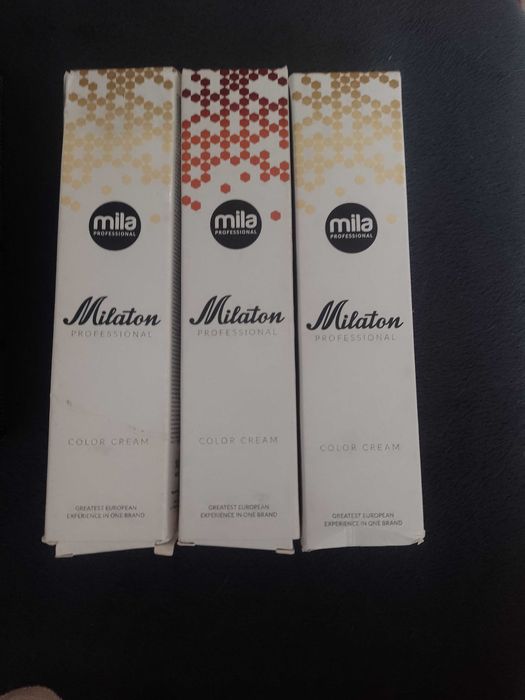 mila
PROFESSIONAL
Milaton
PROFESSIONAL
COLOR CREAM
GREATEST EUROPEAN
EXPERIENCE IN ONE BRAND
mila
PROFESSIONAL
Milaton
PROFESSIONAL
COLOR CREAM
GREATEST EUROPEAN
EXPERIENCE IN ONE BRAND
mila
PROFESSIONAL
Milaton
PROFESSIONAL
COLOR CREAM
GREATEST EUROPEAN
EXPERIENCE IN ONE BRAND